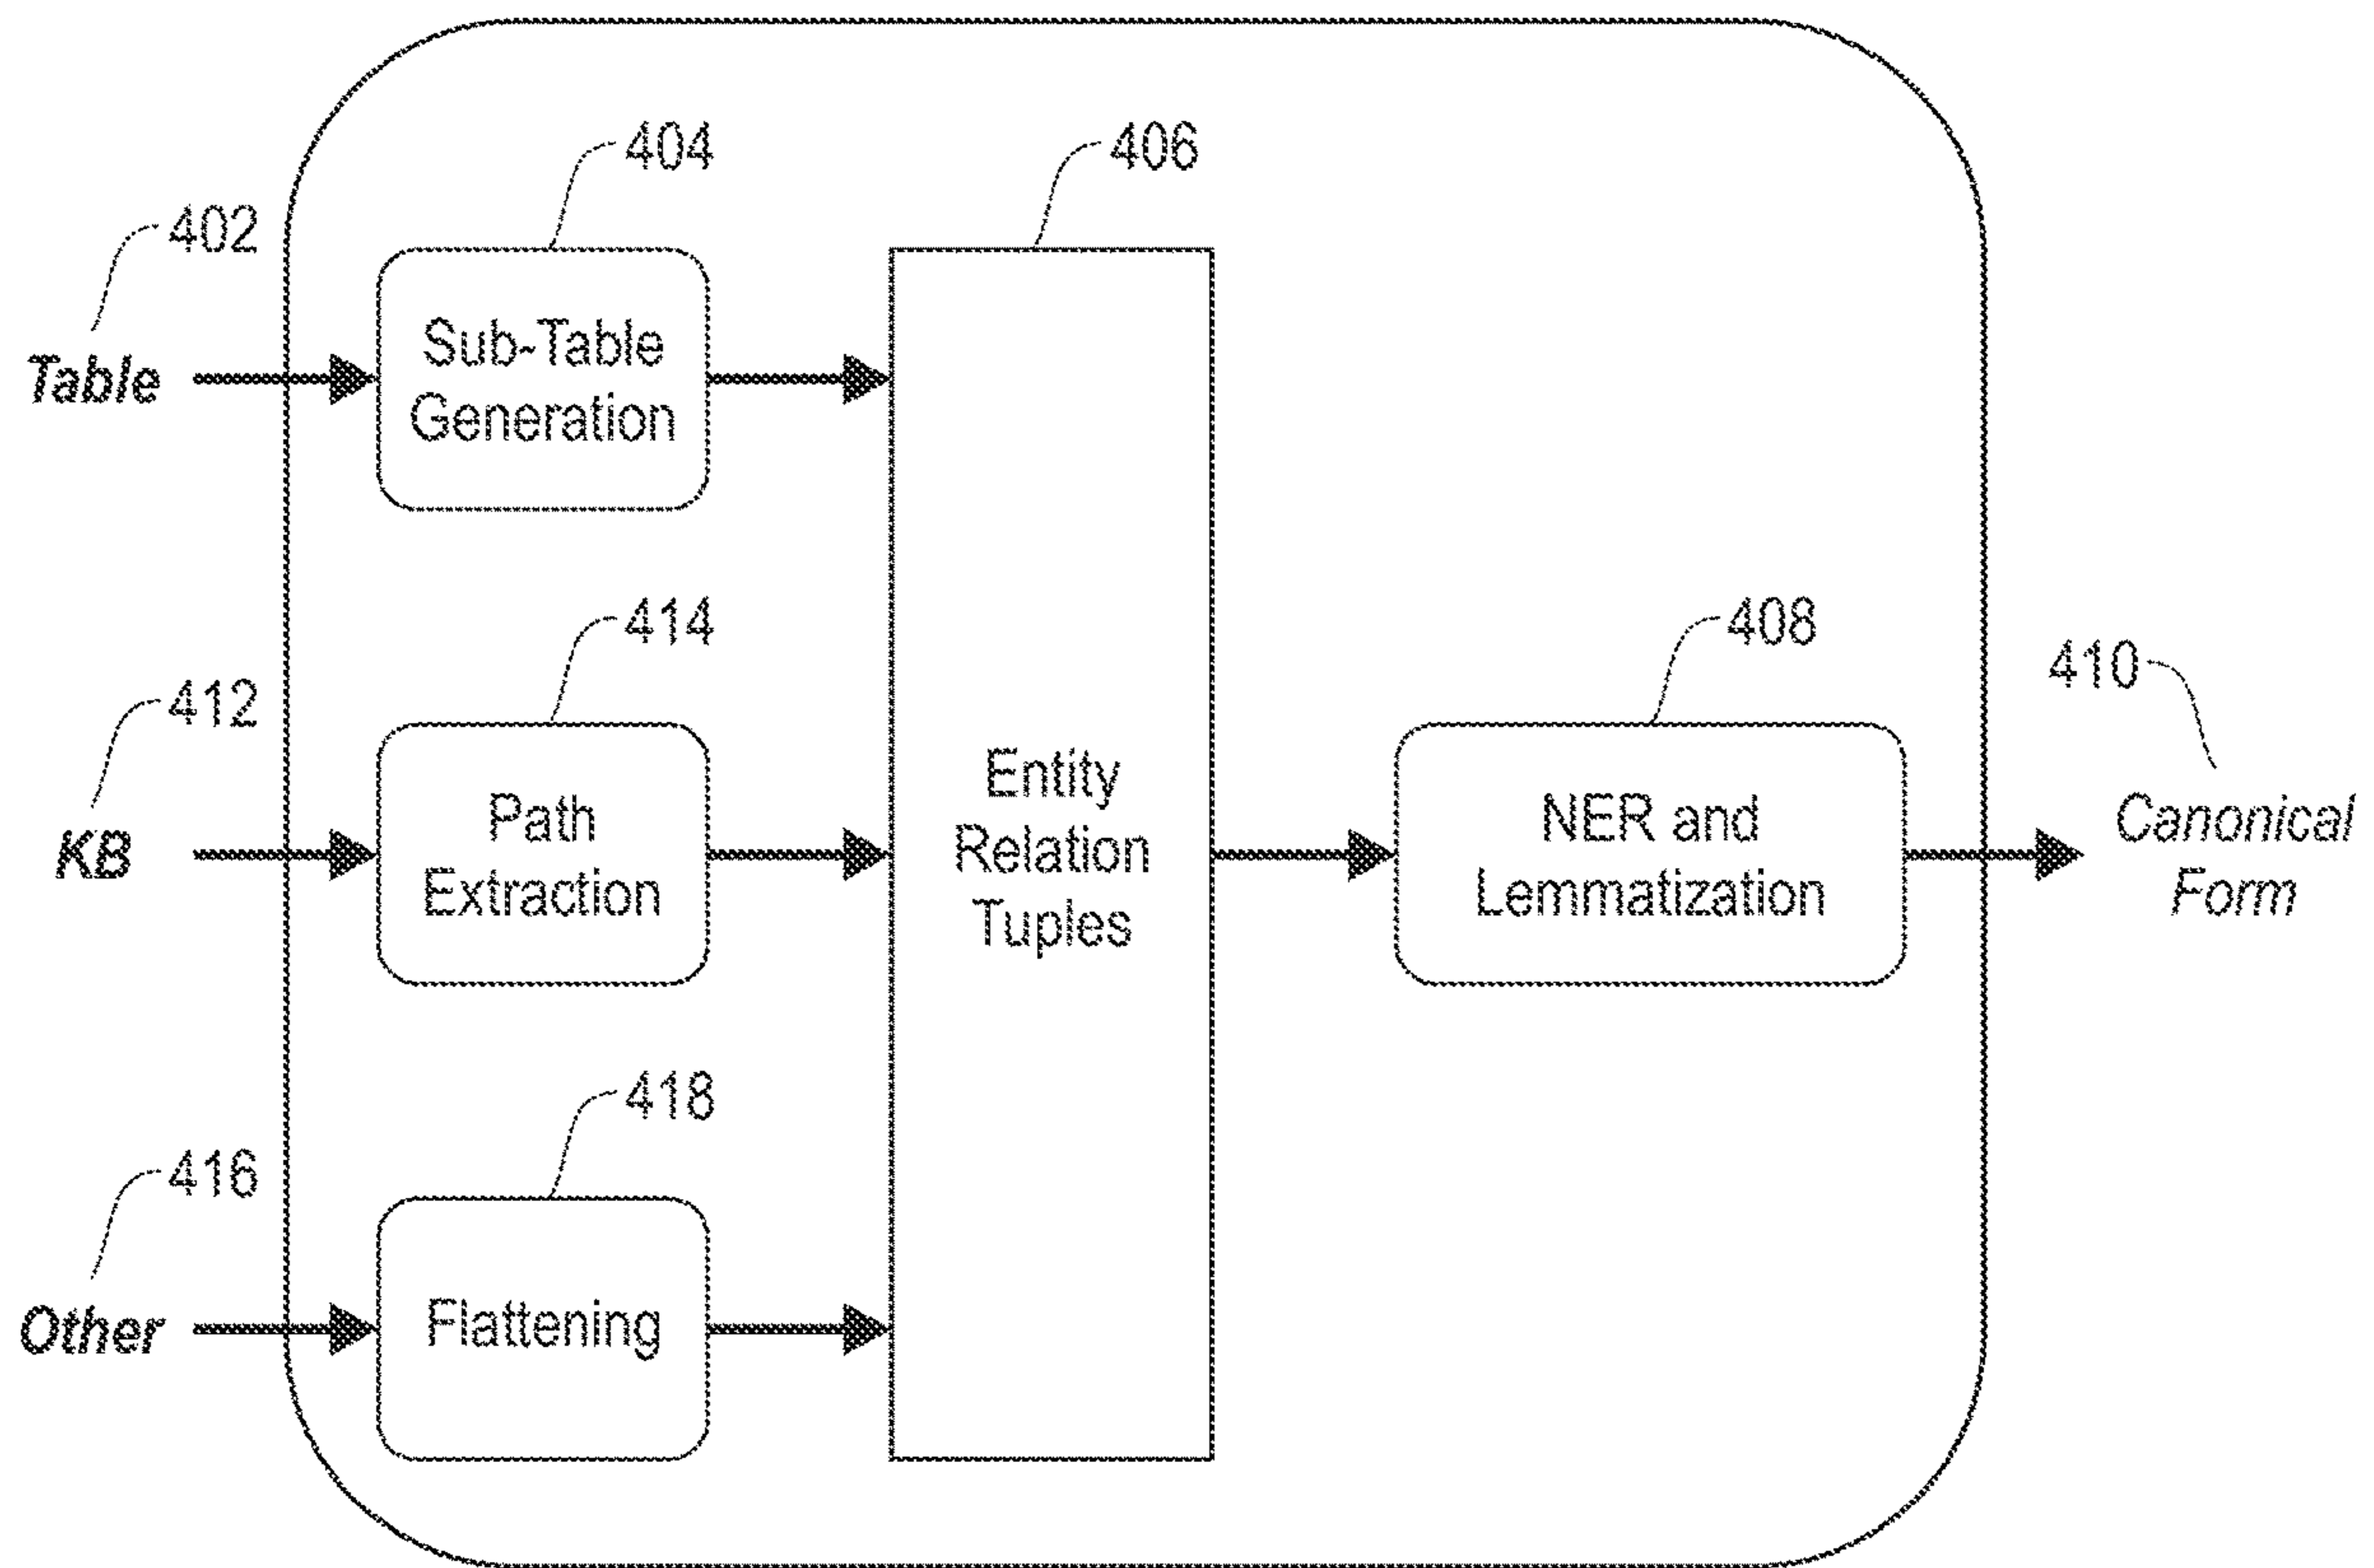 404
406
402
Sub-Table
Generation
Table
414
408
410
412
Entity
Relation
Tuples
Path
Extraction
NER and
Lemmatization
Canonical
Form
KB
418
416
Flattening
Other